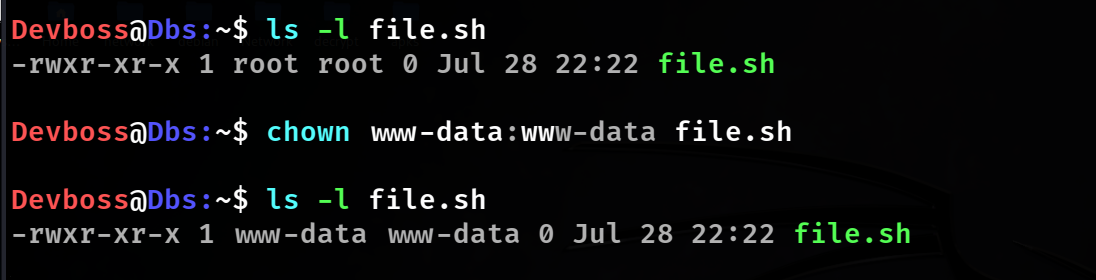 Devboss@Dbs:~$ ls -l file.sh
-rwxr-xr-x 1 root root 0 Jul 28 22:22 file.sh
Devboss@Dbs:~$ chown www-data:www-data file.sh
Devboss@Dbs:~$ ls -l file.sh
-rwxr-xr-x 1 www-data www-data 0 Jul 28 22:22 file.sh